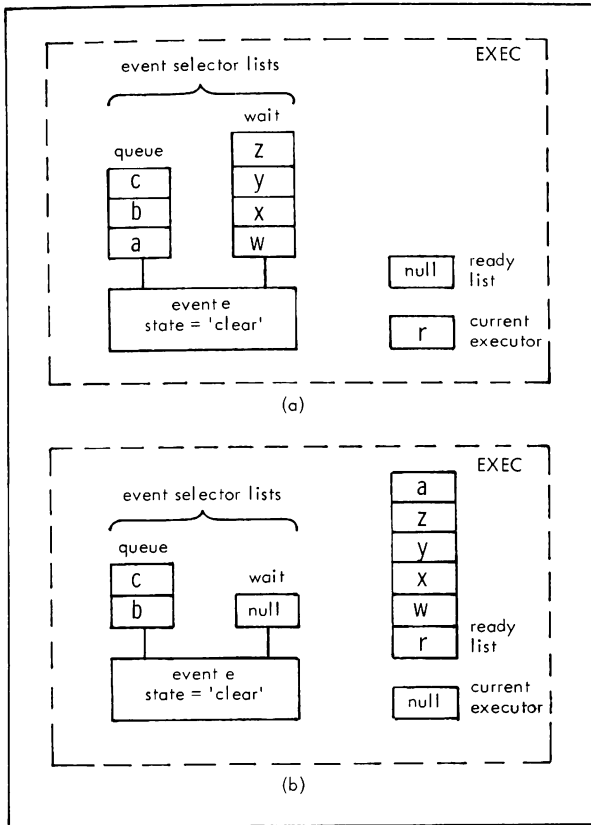 EXEC
event selector lists
wait
queue
z
c
y
b
x
a
w
null
ready
list
event e
state = 'clear'
r
current
executor
(a)
EXEC
event selector lists
a
z
queue
y
c
wait
x
b
null
w
r
ready
list
event e
state = 'clear'
null
current
executor
(b)